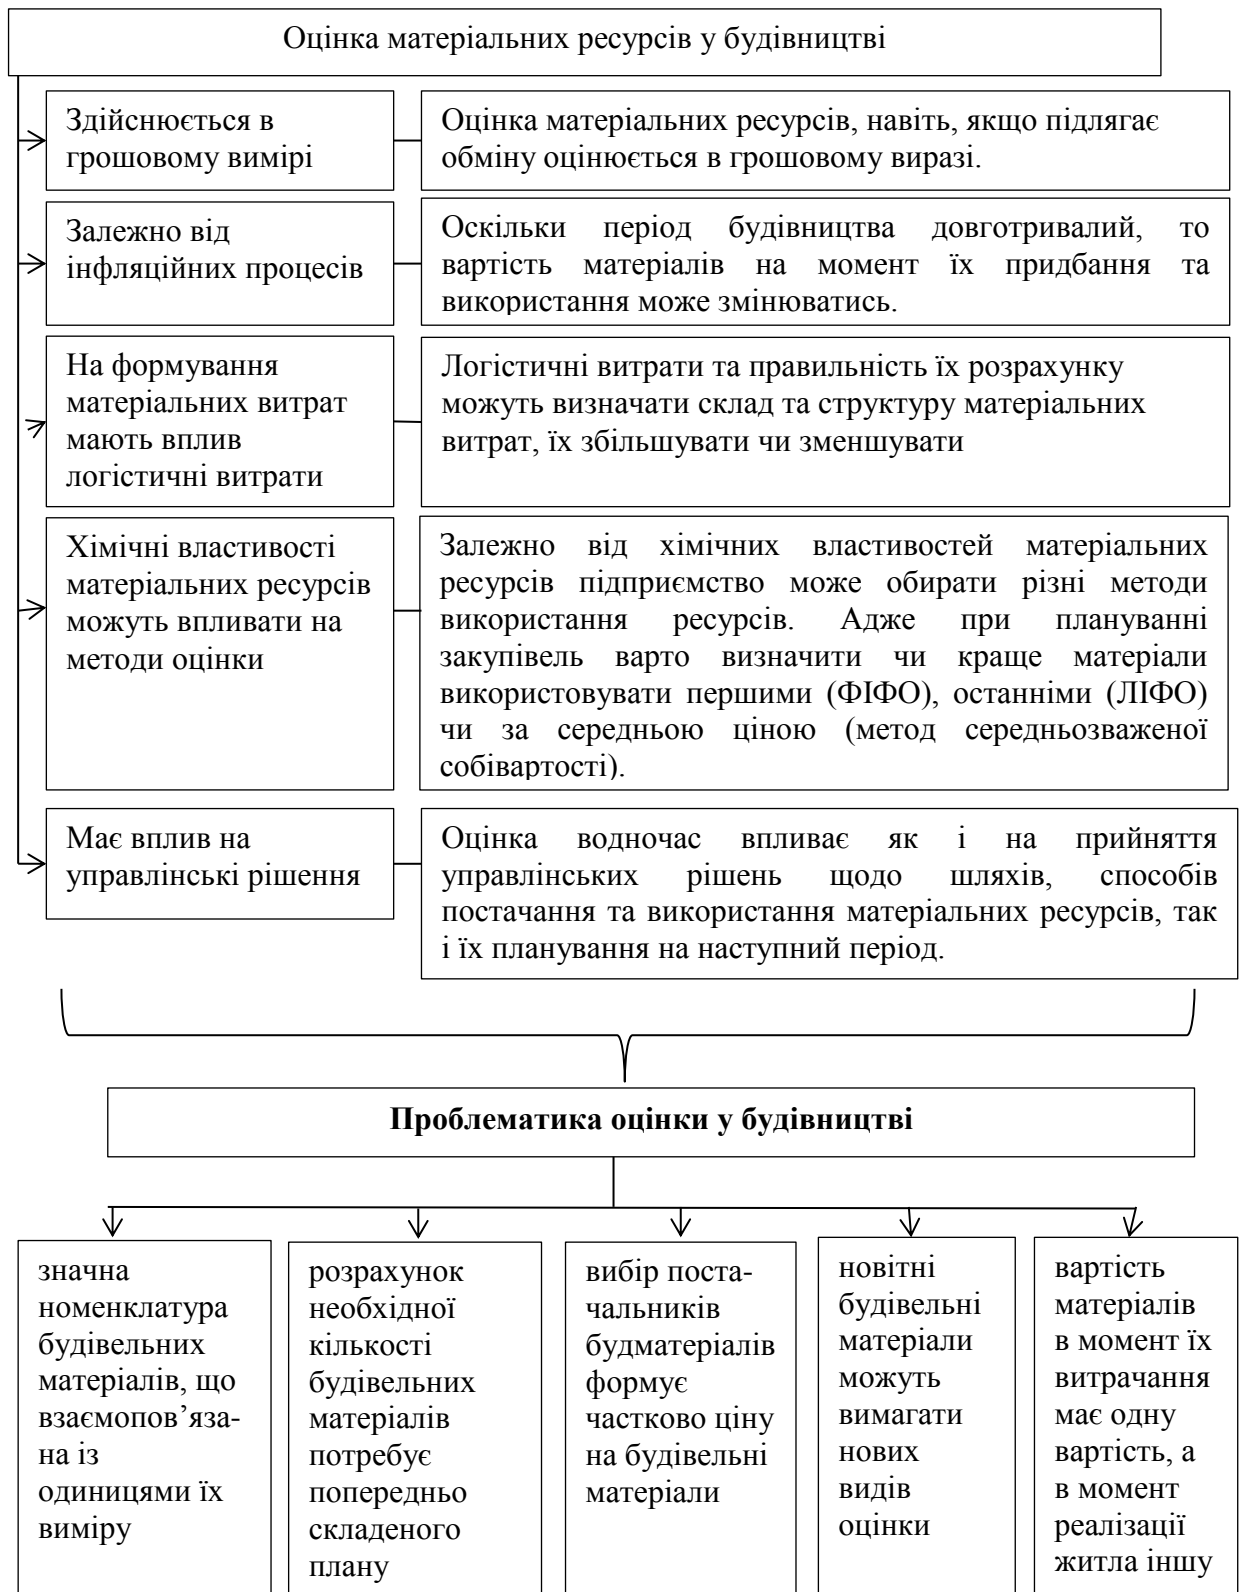 Оцінка матеріальних ресурсів у будівництві
Здійснюється в
грошовому вимірі
Оцінка матеріальних ресурсів, навіть, якщо підлягає
обміну оцінюється в грошовому виразі.
Залежно від
інфляційних процесів
Оскільки період будівництва довготривалий, то
вартість матеріалів на момент їх придбання та
використання може змінюватись.
На формування
матеріальних витрат
мають вплив
логістичні витрати
Логістичні витрати та правильність їх розрахунку
можуть визначати склад та структуру матеріальних
витрат, їх збільшувати чи зменшувати
Хімічні властивості
матеріальних ресурсів
можуть впливати на
методи оцінки
Залежно від хімічних властивостей матеріальних
ресурсів підприємство може обирати різні методи
використання ресурсів. Адже при плануванні
закупівель варто визначити чи краще матеріали
використовувати першими (ФІФО), останніми (ЛІФО)
чи за середньою ціною (метод середньозваженої
собівартості).
Має вплив на
управлінські рішення
Оцінка водночас впливає як і на прийняття
управлінських рішень щодо шляхів, способів
постачання та використання матеріальних ресурсів, так
і їх планування на наступний період.
Проблематика оцінки у будівництві
значна
номенклатура
будівельних
матеріалів, що
взаємопов’яза-
на із
одиницями їх
виміру
розрахунок
необхідної
кількості
будівельних
матеріалів
потребує
попередньо
складеного
плану
вибір поста-
чальників
будматеріалів
формує
частково ціну
на будівельні
матеріали
новітні
будівельні
матеріали
можуть
вимагати
нових
видів
оцінки
вартість
матеріалів
в момент їх
витрачання
має одну
вартість, а
в момент
реалізації
житла іншу